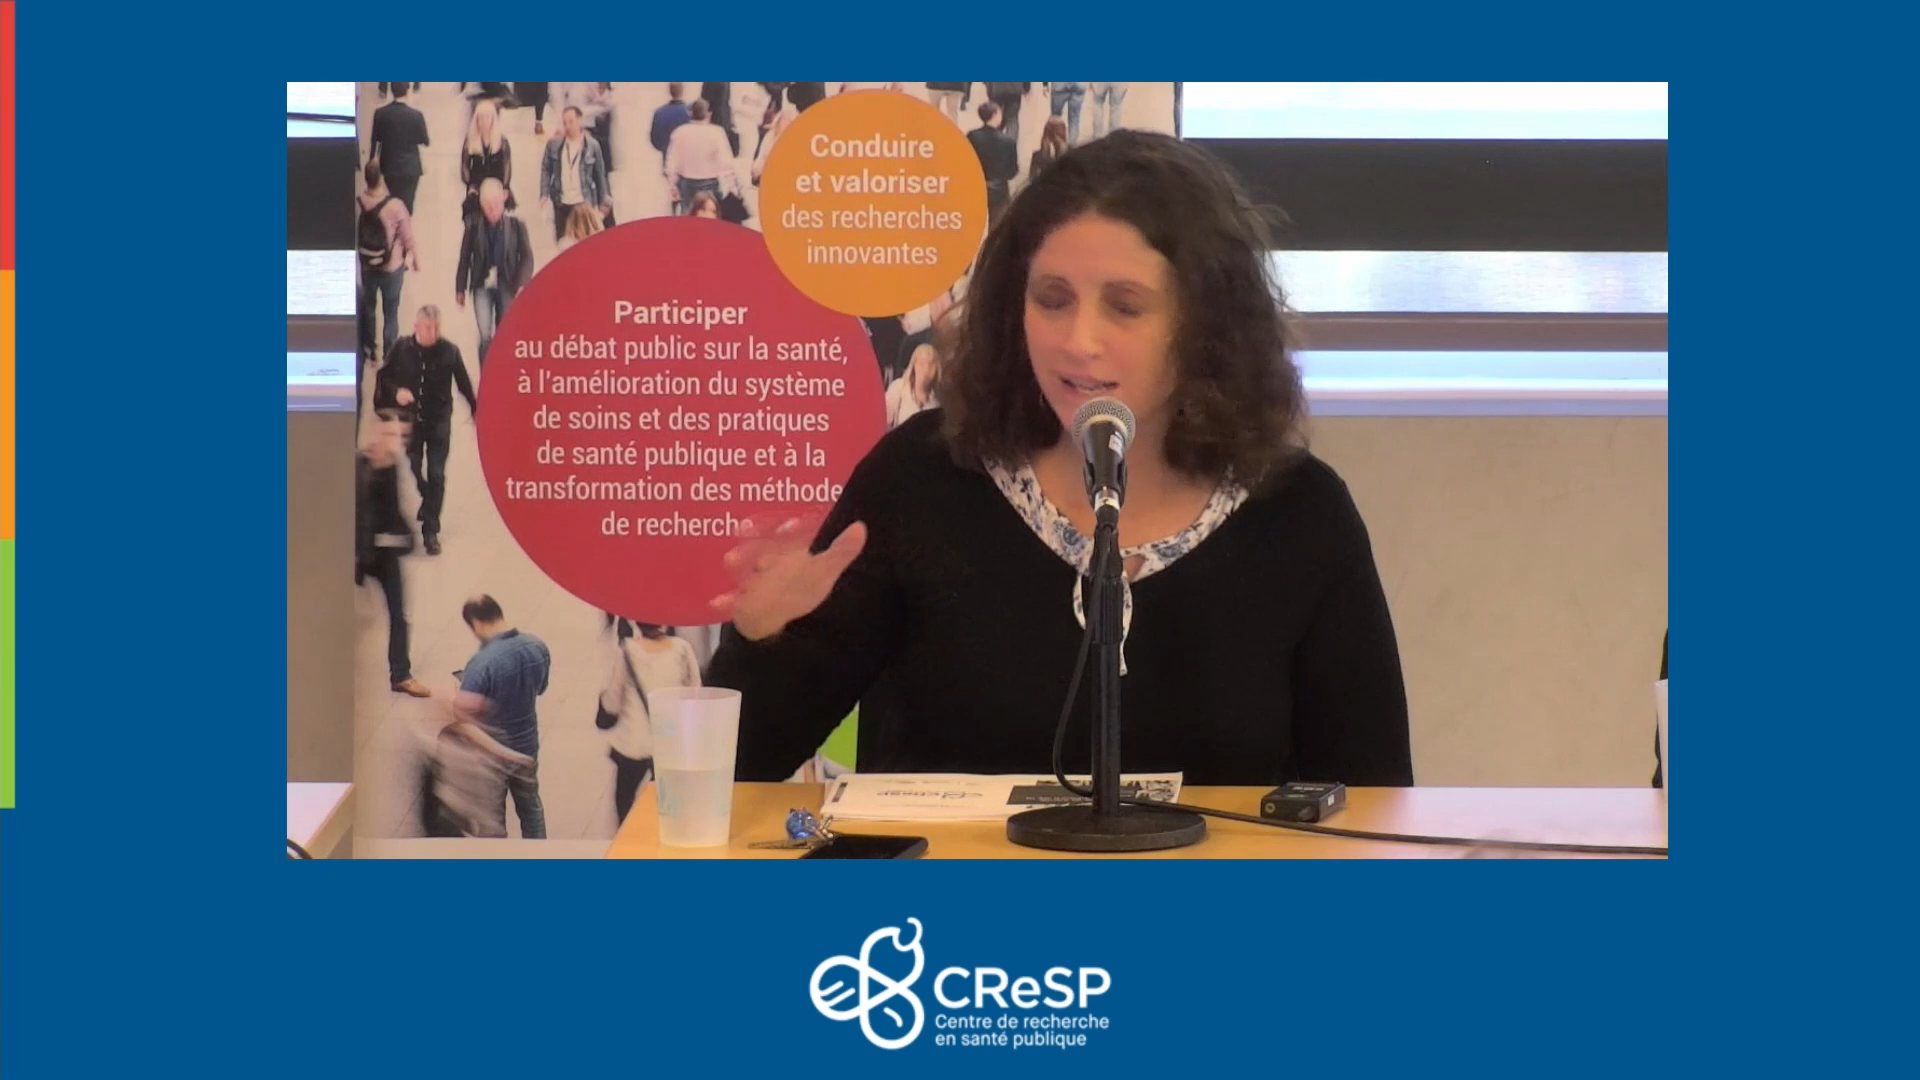 Conduire
et valoriser
des recherches
innovantes
Participer
au débat public sur la santé,
à l'amélioration du système
de soins et des pratiques
de santé publique et à la
transformation des méthode
de recherche
CReSP
Centre de recherche
en santé publique